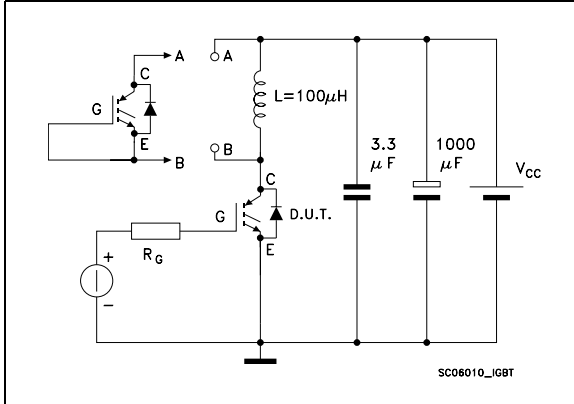 A
A
C
G
L=100μH
E
B
B
3.3
μF
1000
μF
VCC
C
G
D.U.T.
E
RG
+
-
SC06010_IGBT